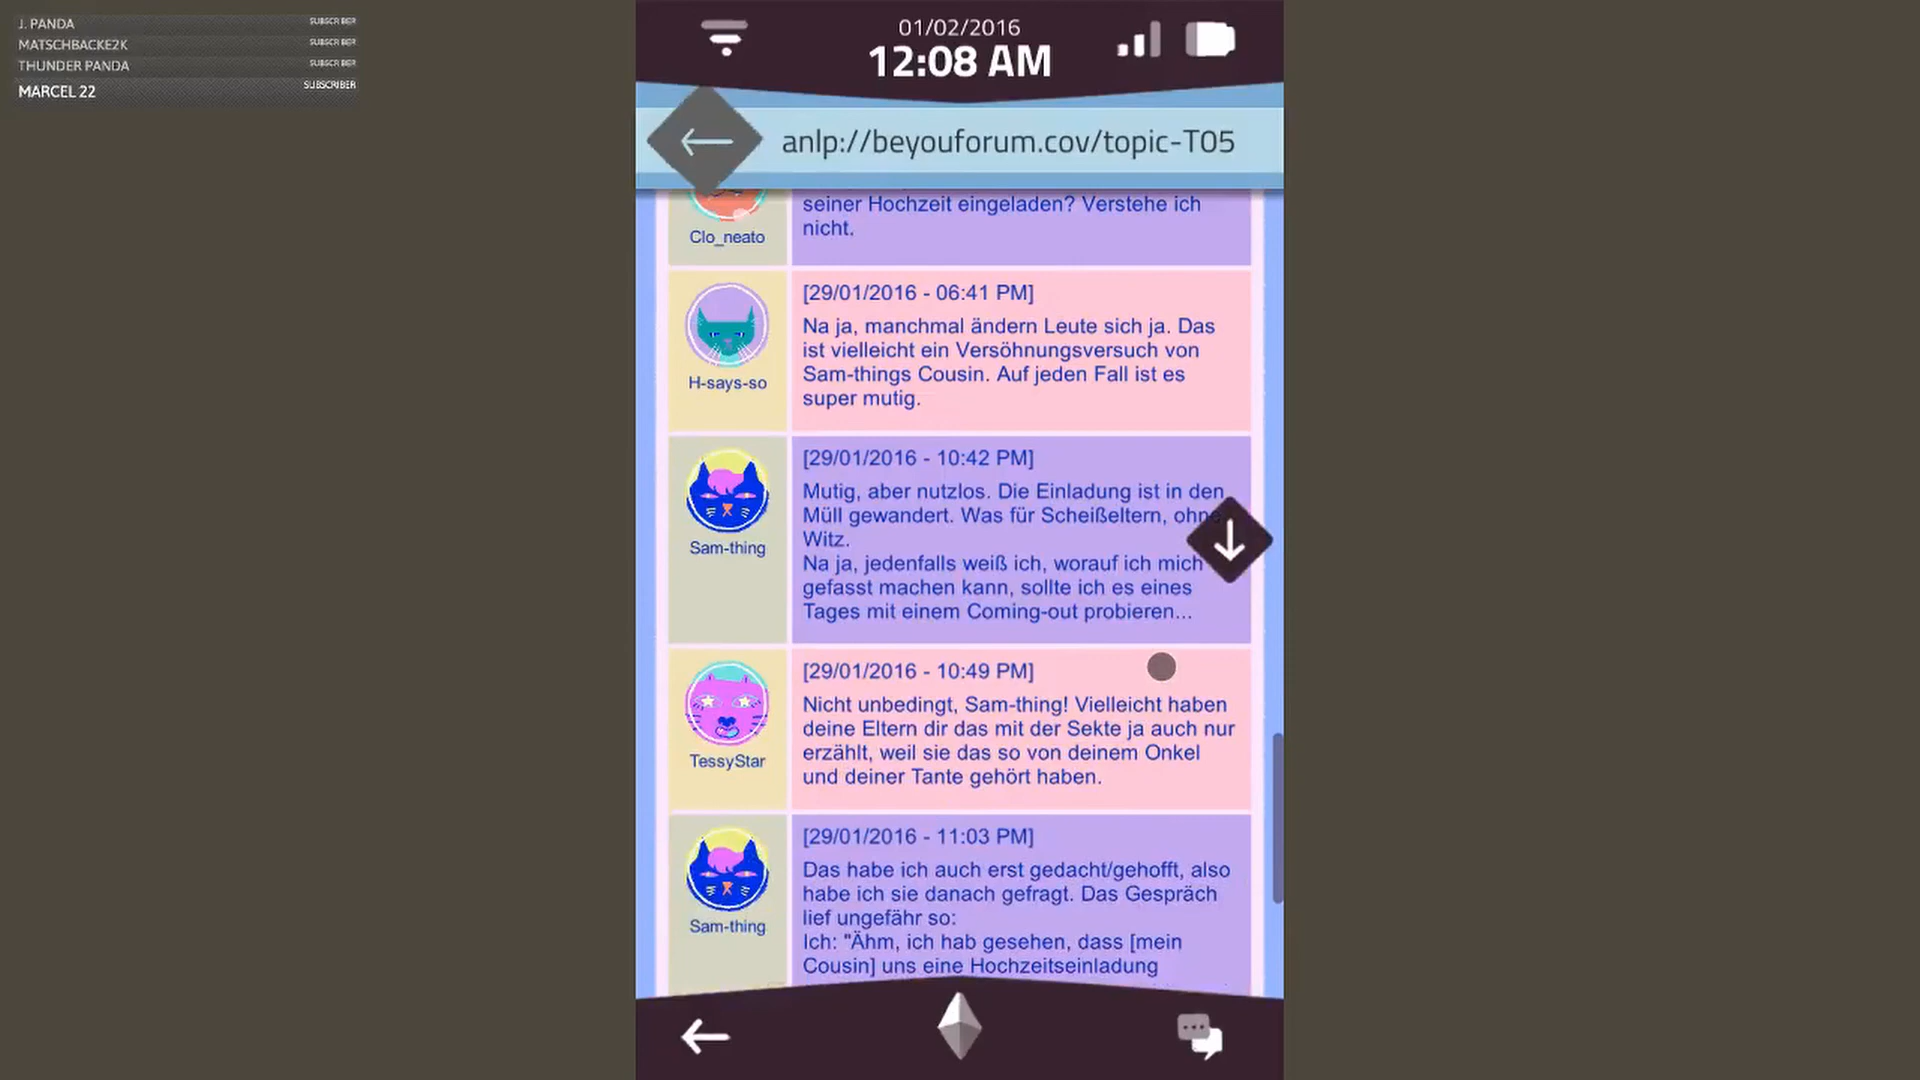 J. PANDA SUBSCRIBER
MATSCHBACKE2K SUBSCRIBER
THUNDER PANDA SUBSCRIBER
MARCEL 22 SUBSCRIBER
01/02/2016
12:08 AM
anlp://beyouforum.cov/topic-T05
seiner Hochzeit eingeladen? Verstehe ich
nicht.
Clo_neato
[29/01/2016 - 06:41 PM]
Na ja, manchmal ändern Leute sich ja. Das
ist vielleicht ein Versöhnungsversuch von
Sam-things Cousin. Auf jeden Fall ist es
super mutig.
H-says-so
[29/01/2016 - 10:42 PM]
Mutig, aber nutzlos. Die Einladung ist in den
Müll gewandert. Was für Scheißeltern, ohne
Witz.
Na ja, jedenfalls weiß ich, worauf ich mich
gefasst machen kann, sollte ich es eines
Tages mit einem Coming-out probieren...
Sam-thing
[29/01/2016 - 10:49 PM]
Nicht unbedingt, Sam-thing! Vielleicht haben
deine Eltern dir das mit der Sekte ja auch nur
erzählt, weil sie das so von deinem Onkel
und deiner Tante gehört haben.
TessyStar
[29/01/2016 - 11:03 PM]
Das habe ich auch erst gedacht/gehofft, also
habe ich sie danach gefragt. Das Gespräch
lief ungefähr so:
Ich: "Ähm, ich hab gesehen, dass [mein
Cousin] uns eine Hochzeitseinladung
Sam-thing